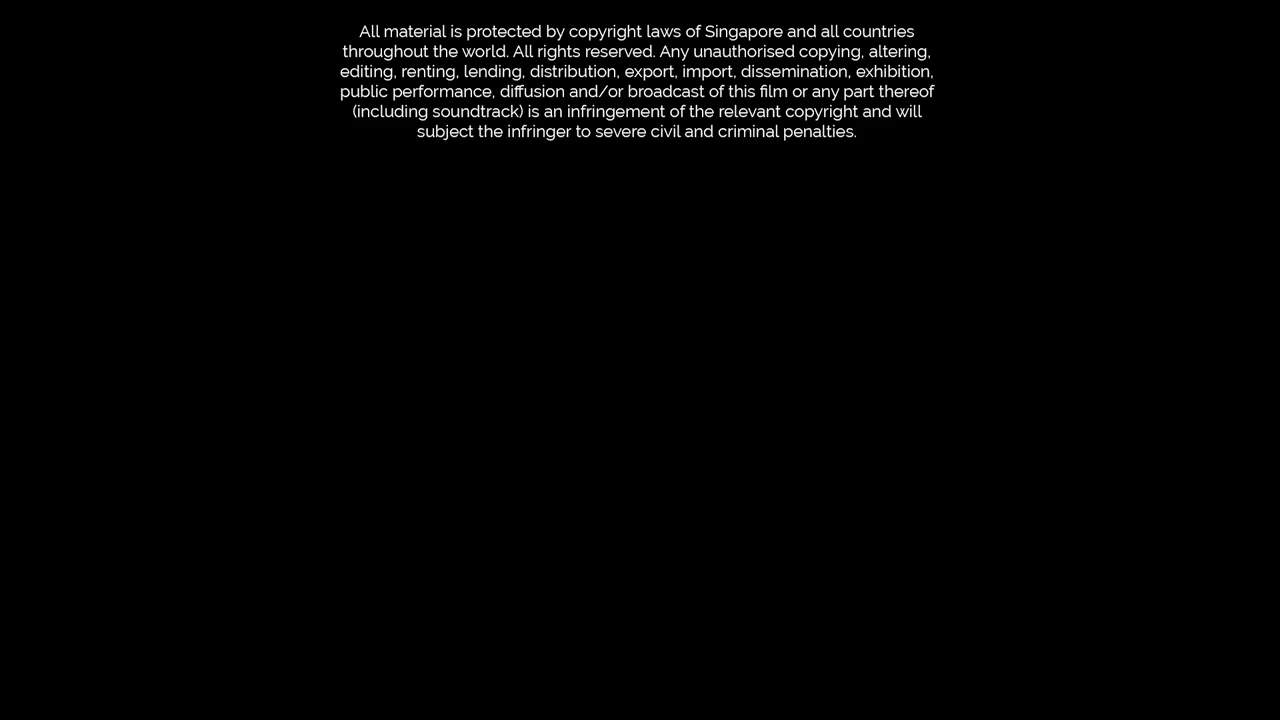 All material is protected by copyright laws of Singapore and all countries
throughout the world. All rights reserved. Any unauthorised copying, altering,
editing, renting, lending, distribution, export, import, dissemination, exhibition,
public performance, diffusion and/or broadcast of this film or any part thereof
(including soundtrack) is an infringement of the relevant copyright and will
subject the infringer to severe civil and criminal penalties.